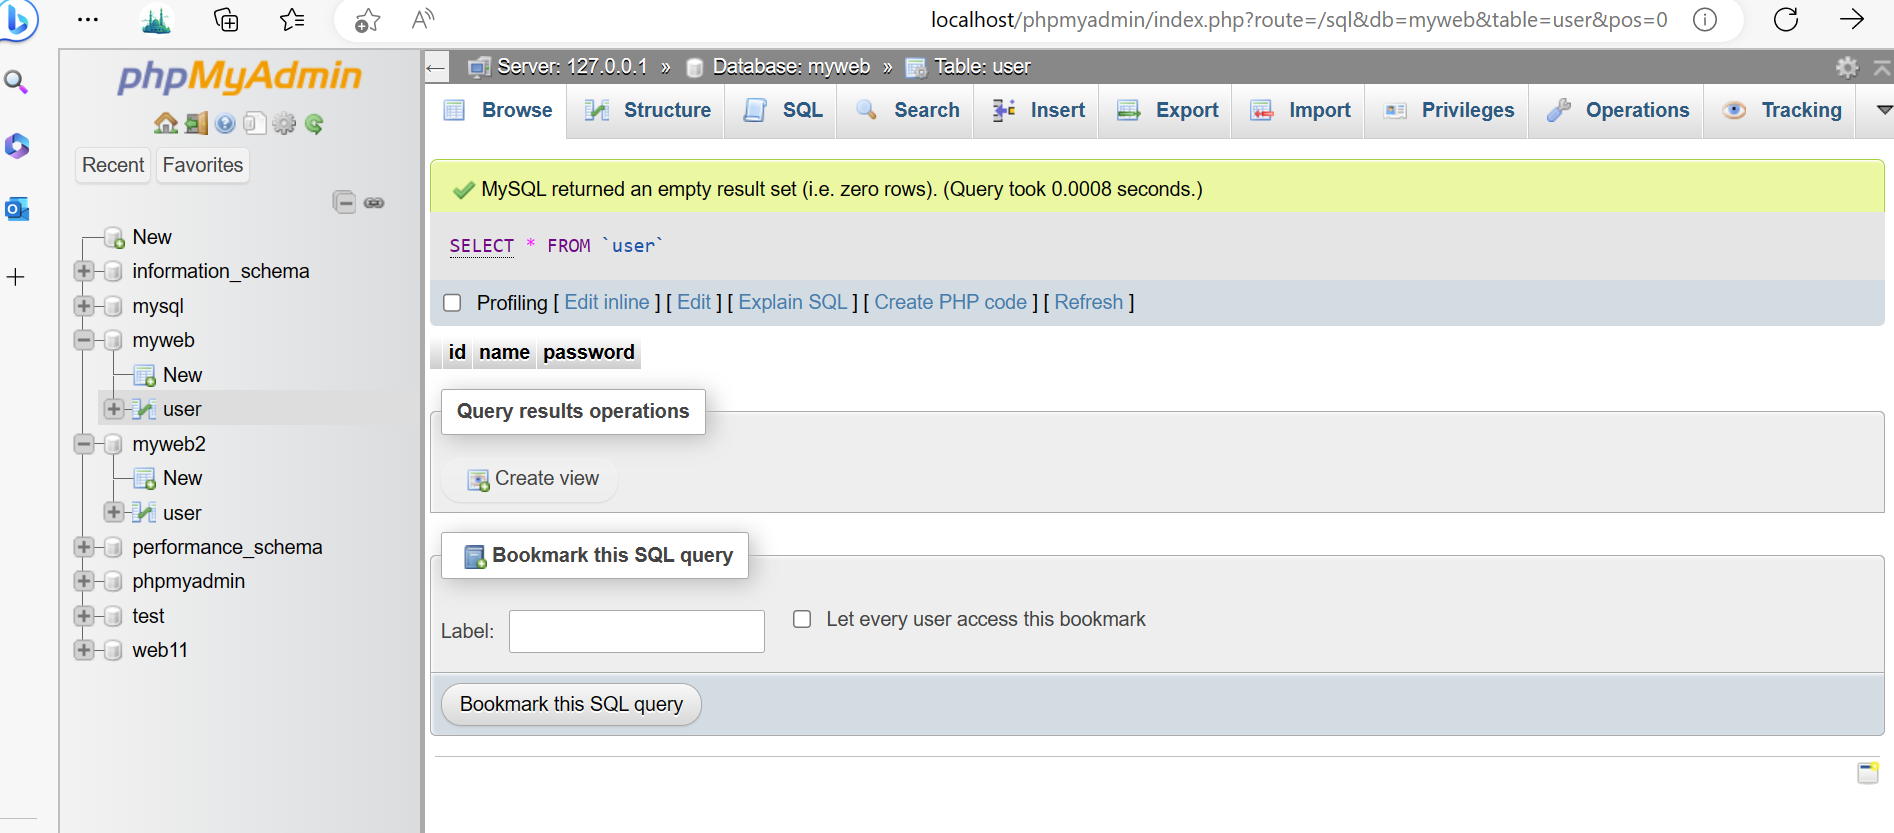 localhost/phpmyadmin/index.php?route=/sql&db=myweb&table=user&pos=0
phpMyAdmin
Recent Favorites
New
information_schema
mysql
myweb
New
user
myweb2
New
user
performance_schema
phpmyadmin
test
web11
Server: 127.0.0.1 » Database: myweb » Table: user
Browse Structure SQL Search Insert Export Import Privileges Operations Tracking
MySQL returned an empty result set (i.e. zero rows). (Query took 0.0008 seconds.)
SELECT * FROM `user`
Profiling [ Edit inline ] [ Edit ] [ Explain SQL ] [ Create PHP code ] [ Refresh ]
id name password
Query results operations
Create view
Bookmark this SQL query
Label:
Let every user access this bookmark
Bookmark this SQL query